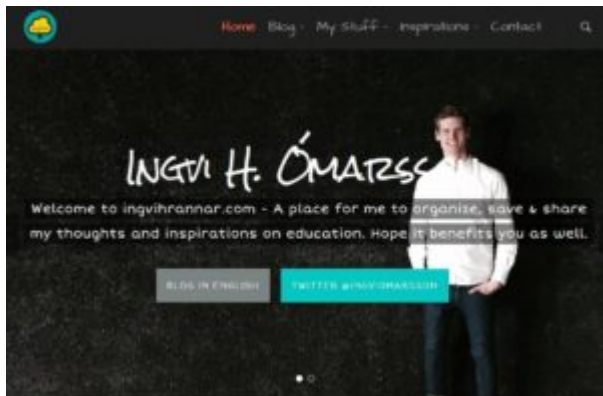 Home Blog My Stuff Inspirations Contact
INGVI H. ÓMARSS
Welcome to ingvihrannar.com - A place for me to organize, save & share
my thoughts and inspirations on education. Hope it benefits you as well.
BLOG IN ENGLISH TWITTER @INGVIOMARSSON